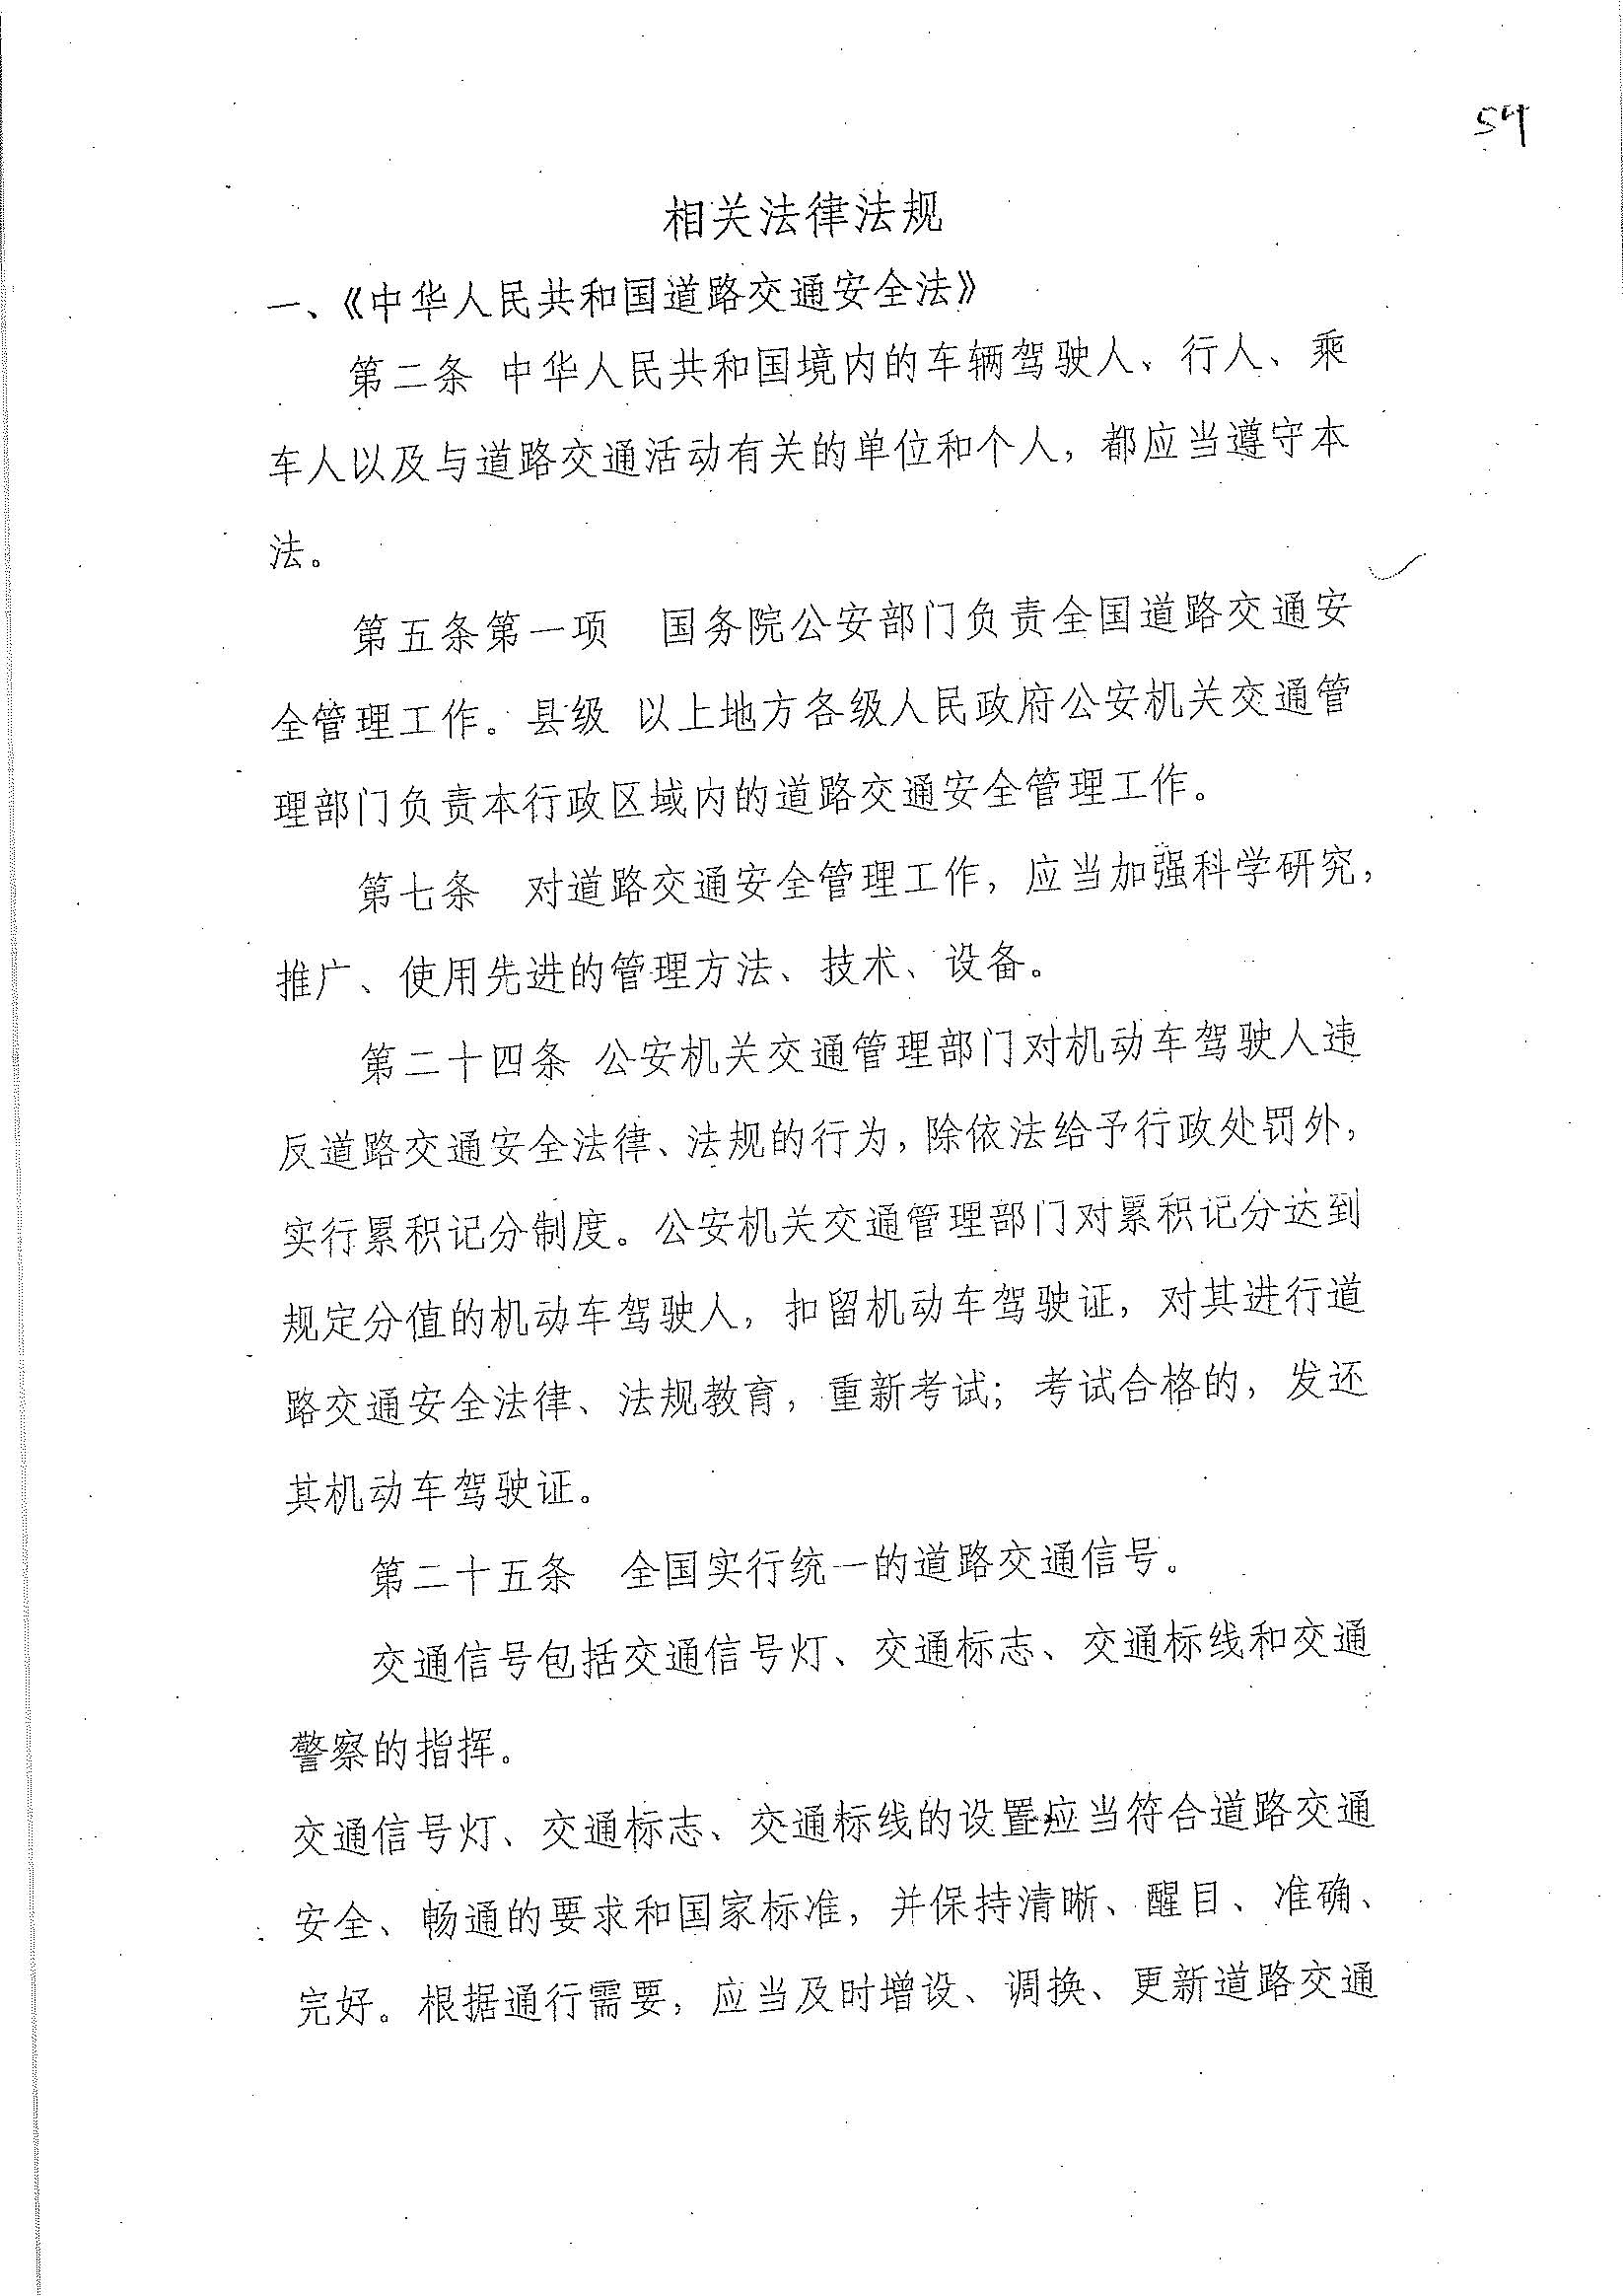 54
相关法律法规
一、《中华人民共和国道路交通安全法》
第二条 中华人民共和国境内的车辆驾驶人、行人、乘
车人以及与道路交通活动有关的单位和个人，都应当遵守本
法。
第五条第一项 国务院公安部门负责全国道路交通安
全管理工作。县级 以上地方各级人民政府公安机关交通管
理部门负责本行政区域内的道路交通安全管理工作。
第七条 对道路交通安全管理工作，应当加强科学研究，
推广、使用先进的管理方法、技术、设备。
第二十四条 公安机关交通管理部门对机动车驾驶人违
反道路交通安全法律、法规的行为，除依法给予行政处罚外，
实行累积记分制度。公安机关交通管理部门对累积记分达到
规定分值的机动车驾驶人，扣留机动车驾驶证，对其进行道
路交通安全法律、法规教育，重新考试；考试合格的，发还
其机动车驾驶证。
第二十五条 全国实行统一的道路交通信号。
交通信号包括交通信号灯、交通标志、交通标线和交通
警察的指挥。
交通信号灯、交通标志、交通标线的设置应当符合道路交通
安全、畅通的要求和国家标准，并保持清晰、醒目、准确、
完好。根据通行需要，应当及时增设、调换、更新道路交通